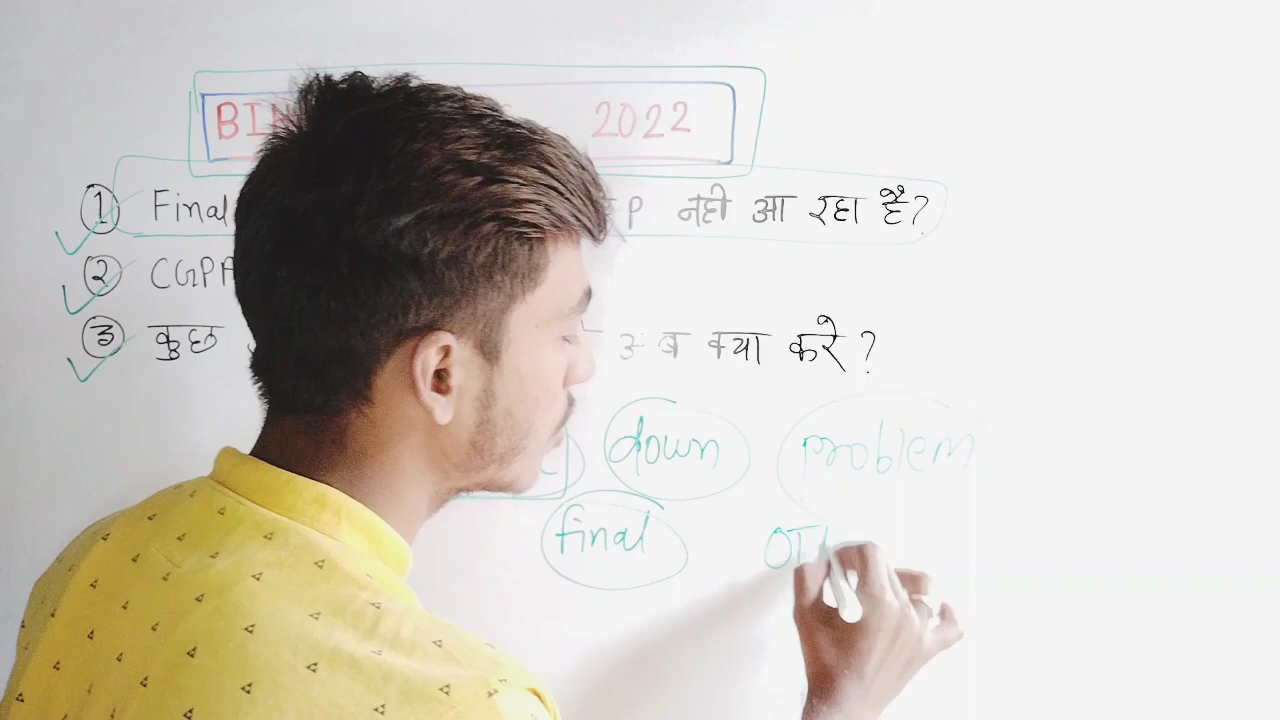 BIN 2022
① Final P नही आ रहा है?
② CGPA
③ कुछ अब क्या करे?
down problem
final OT